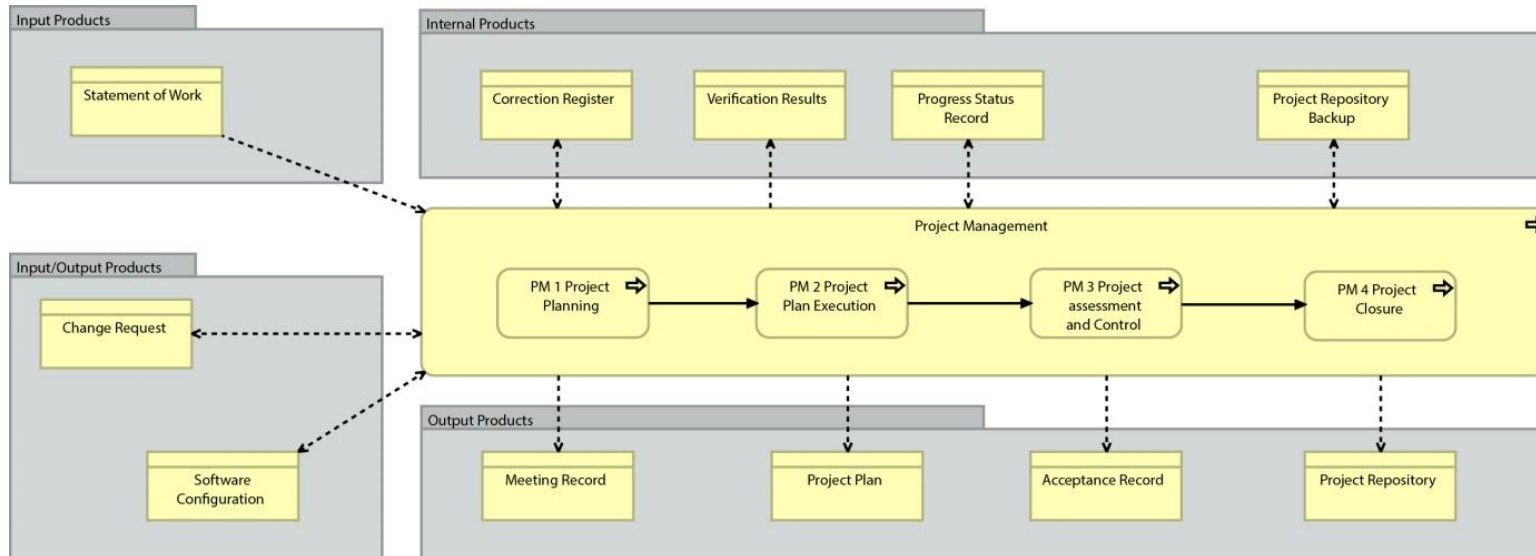 Input Products
Statement of Work
Internal Products
Correction Register
Verification Results
Progress Status
Record
Project Repository
Backup
Project Management
PM 1 Project
Planning
PM 2 Project
Plan Execution
PM 3 Project
assessment
and Control
PM 4 Project
Closure
Input/Output Products
Change Request
Software
Configuration
Output Products
Meeting Record
Project Plan
Acceptance Record
Project Repository